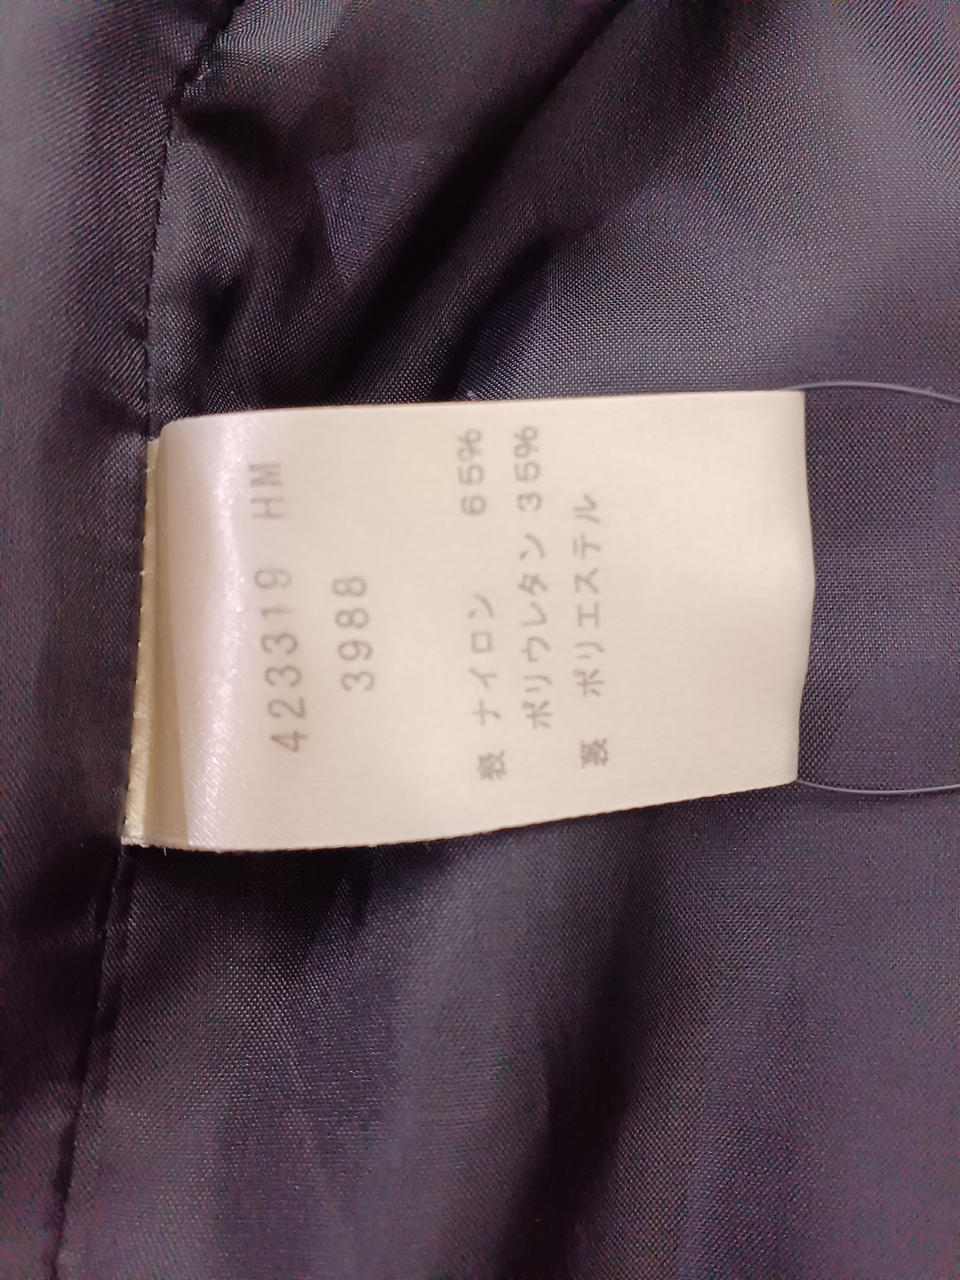 423319 HM
3988
表 ナイロン 65%
ポリウレタン 35%
裏 ポリエステル